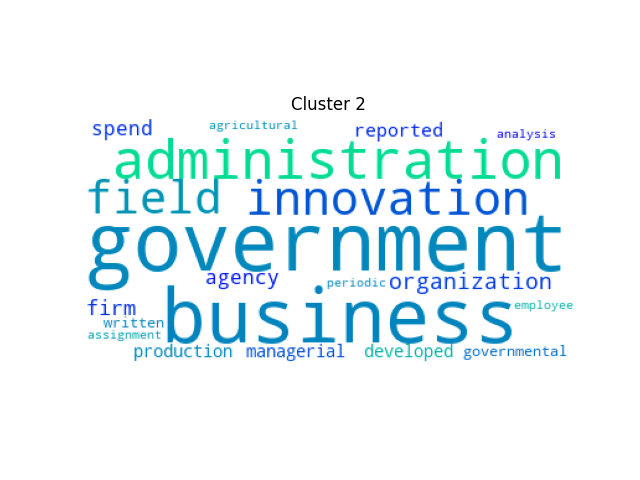 Cluster 2
spend agricultural reported analysis
administration
field innovation
government
agency periodic organization
firm business employee
written
assignment
production managerial developed governmental